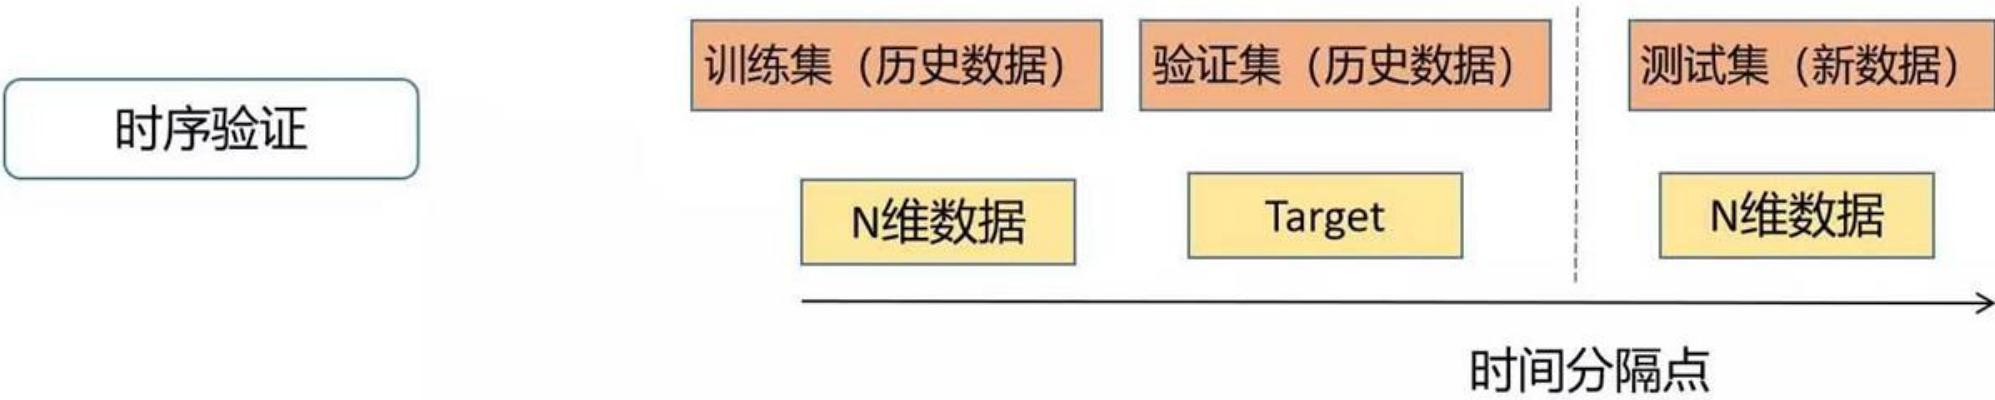 时序验证
训练集（历史数据）
验证集（历史数据）
测试集（新数据）
N维数据
Target
N维数据
时间分隔点